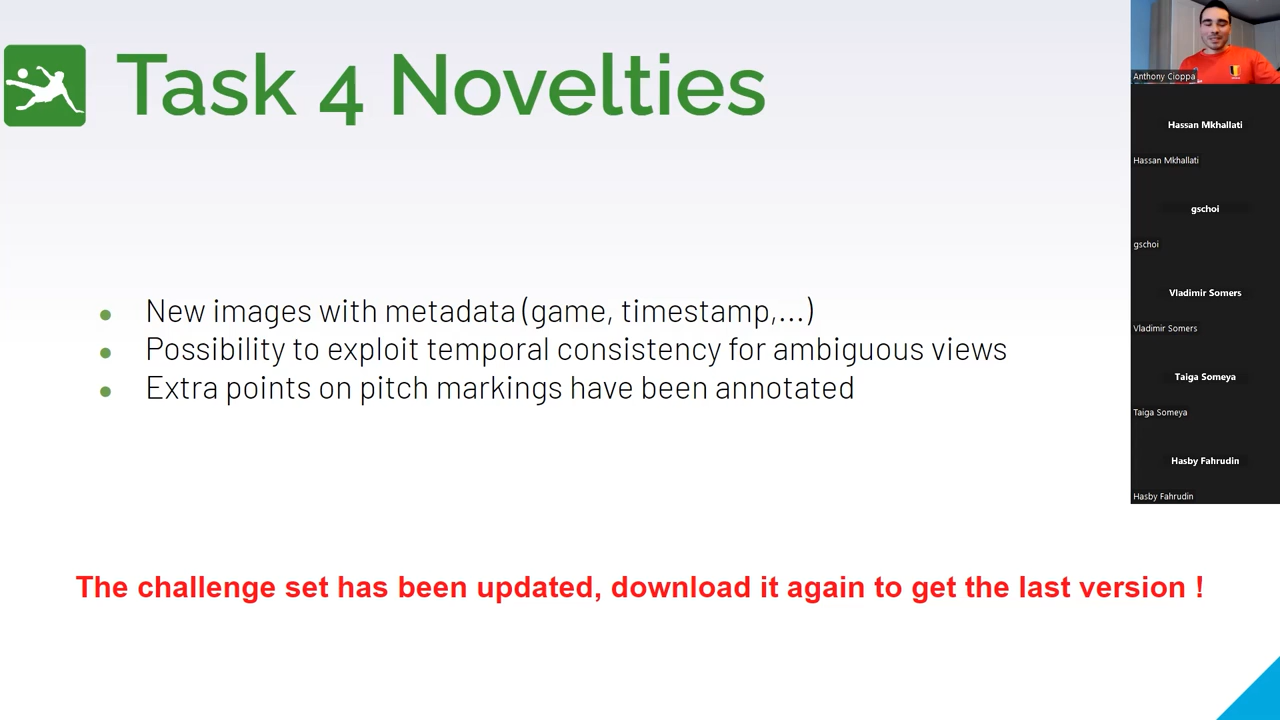 Task 4 Novelties
New images with metadata (game, timestamp,...)
Possibility to exploit temporal consistency for ambiguous views
Extra points on pitch markings have been annotated
The challenge set has been updated, download it again to get the last version !
Anthony Cioppa
Hassan Mkhallati
Hassan Mkhallati
gschoi
gschoi
Vladimir Somers
Vladimir Somers
Taiga Someya
Taiga Someya
Hasby Fahrudin
Hasby Fahrudin